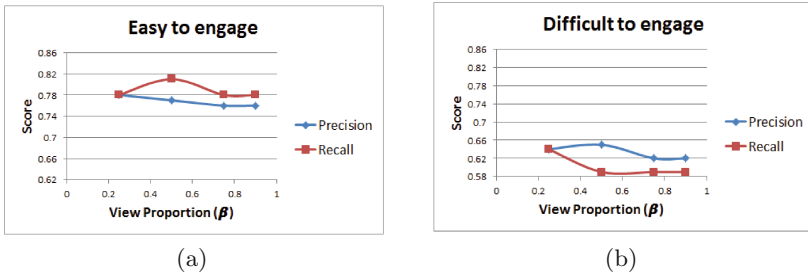 Easy to engage
0.86
0.82
0.78
0.74
0.7
0.66
0.62
Score
0 0.2 0.4 0.6 0.8 1
View Proportion (β)
Precision
Recall
(a)
Difficult to engage
0.86
0.82
0.78
0.74
0.7
0.66
0.62
0.58
Score
0 0.2 0.4 0.6 0.8 1
View Proportion (β)
Precision
Recall
(b)